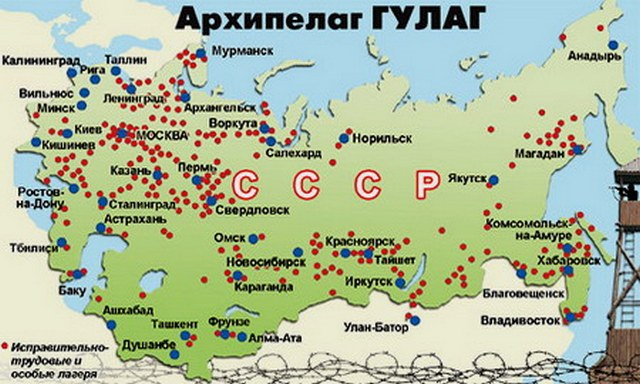 Архипелаг ГУЛАГ
Мурманск
Анадырь
Калининград
Таллин
Рига
Вильнюс
Ленинград
Минск
Архангельск
Воркута
Киев
МОСКВА
Норильск
Кишинев
Салехард
Магадан
Казань
Пермь
Якутск
СССР
Ростов-
на-Дону
Сталинград
Свердловск
Астрахань
Комсомольск-
на-Амуре
Тбилиси
Омск
Красноярск
Хабаровск
Новосибирск
Тайшет
Баку
Караганда
Иркутск
Благовещенск
Ашхабад
Ташкент
Фрунзе
Улан-Батор
Владивосток
Душанбе
Алма-Ата
Исправительно-
трудовые и
особые лагеря